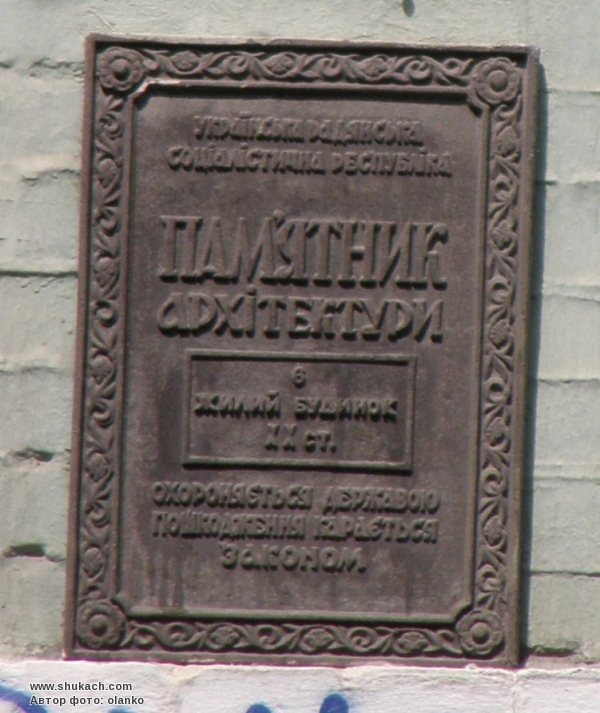 УКРАЇНСЬКА РАДЯНСЬКА
СОЦІАЛІСТИЧНА РЕСПУБЛІКА
ПАМ'ЯТНИК
АРХІТЕКТУРИ
6
ЖИЛИЙ БУДИНОК
XX СТ.
ОХОРОНЯЄТЬСЯ ДЕРЖАВОЮ
ПОШКОДЖЕННЯ КАРАЄТЬСЯ
ЗАКОНОМ
www.shukach.com
Автор фото: olanko